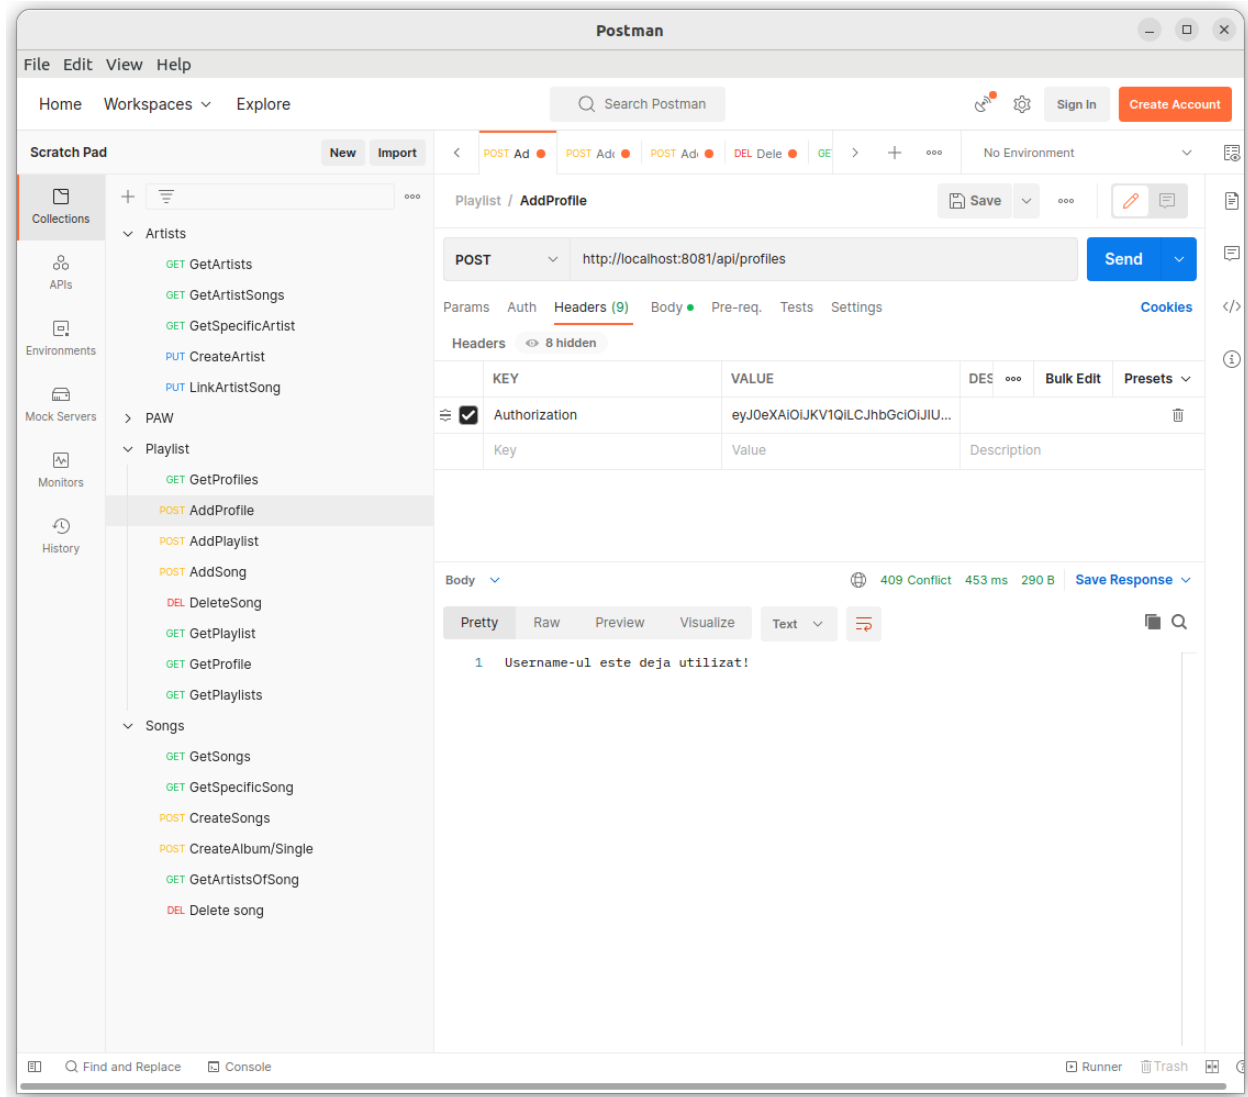 Postman
File Edit View Help
Home Workspaces Explore Search Postman Sign In Create Account
Scratch Pad New Import POST Ad POST Add POST Ad DEL Dele GE No Environment
Collections
APIs
Environments
Mock Servers
Monitors
History
Artists
GET GetArtists
GET GetArtistSongs
GET GetSpecificArtist
PUT CreateArtist
PUT LinkArtistSong
PAW
Playlist
GET GetProfiles
POST AddProfile
POST AddPlaylist
POST AddSong
DEL DeleteSong
GET GetPlaylist
GET GetProfile
GET GetPlaylists
Songs
GET GetSongs
GET GetSpecificSong
POST CreateSongs
POST CreateAlbum/Single
GET GetArtistsOfSong
DEL Delete song
Playlist / AddProfile Save
POST http://localhost:8081/api/profiles Send
Params Auth Headers (9) Body Pre-req. Tests Settings Cookies
Headers 8 hidden
KEY VALUE DES Bulk Edit Presets
Authorization eyJ0eXAiOiJKV1QiLCJhbGciOiJIU...
Key Value Description
Body 409 Conflict 453 ms 290 B Save Response
Pretty Raw Preview Visualize Text
1 Username-ul este deja utilizat!
Find and Replace Console Runner Trash